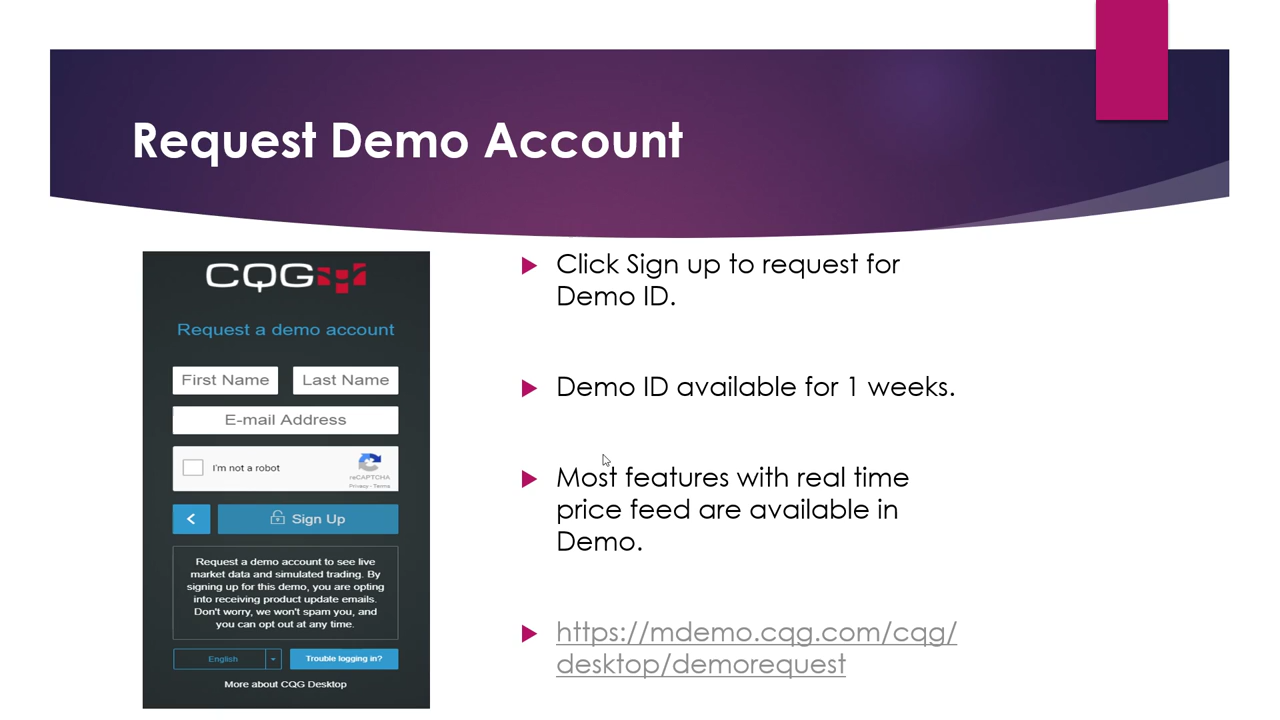 Request Demo Account
CQG
Request a demo account
First Name Last Name
E-mail Address
I'm not a robot
reCAPTCHA
Privacy - Terms
< Sign Up
Request a demo account to see live
market data and simulated trading. By
signing up for this demo, you are opting
into receiving product update emails.
Don't worry, we won't spam you, and
you can opt out at any time.
English Trouble logging in?
More about CQG Desktop
Click Sign up to request for
Demo ID.
Demo ID available for 1 weeks.
Most features with real time
price feed are available in
Demo.
https://mdemo.cqg.com/cqg/
desktop/demorequest